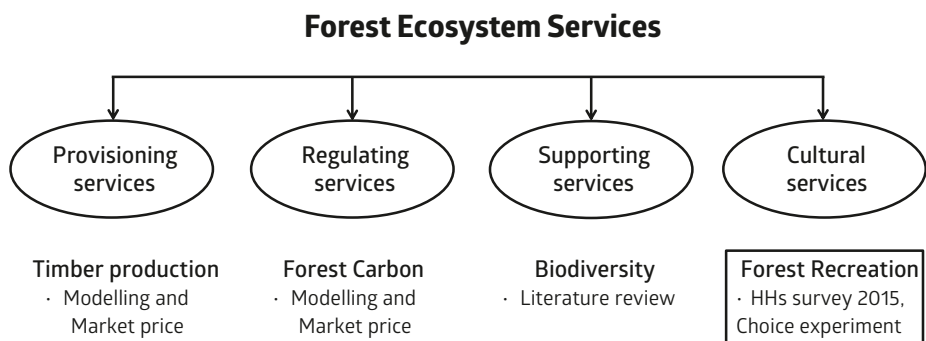 Forest Ecosystem Services
Provisioning
services
Regulating
services
Supporting
services
Cultural
services
Timber production
· Modelling and
Market price
Forest Carbon
· Modelling and
Market price
Biodiversity
· Literature review
Forest Recreation
· HHs survey 2015,
Choice experiment